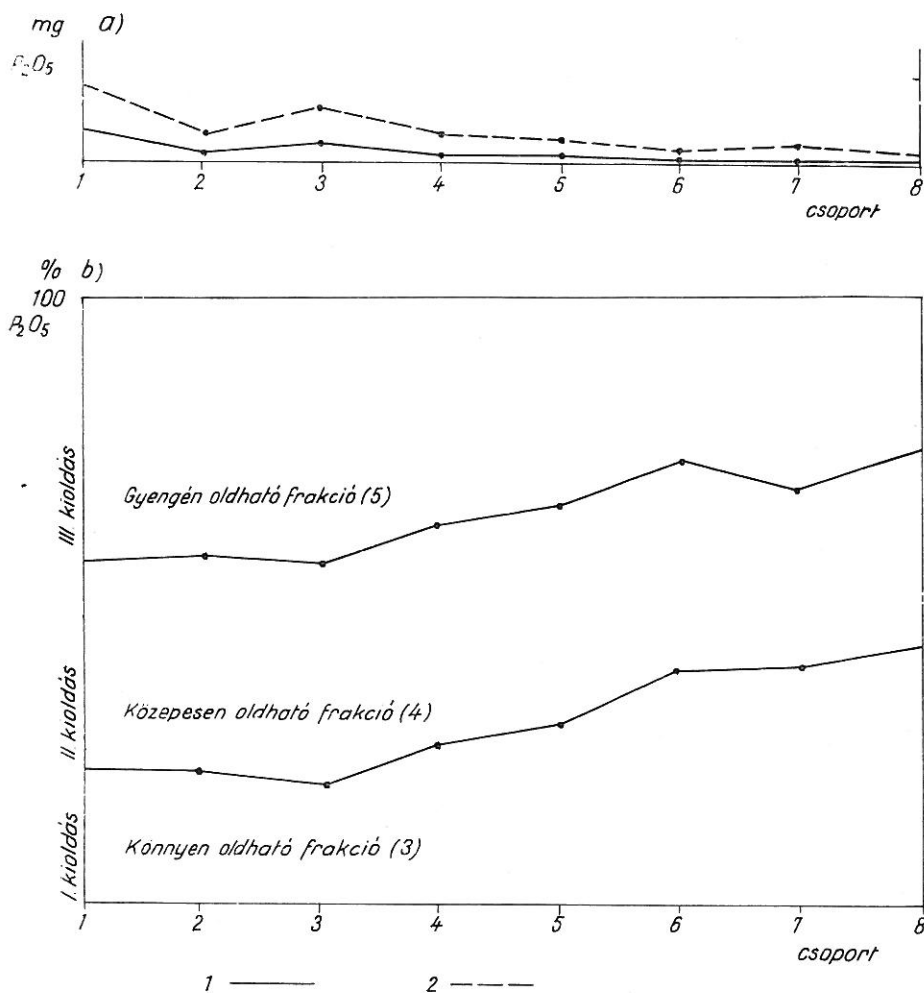 mg a)
P₂O₅
1 2 3 4 5 6 7 8
csoport
% b)
100
P₂O₅
III. kioldás
Gyengén oldható frakció (5)
II. kioldás
Közepesen oldható frakció (4)
I. kioldás
Könnyen oldható frakció (3)
1 2 3 4 5 6 7 8
csoport
1 2